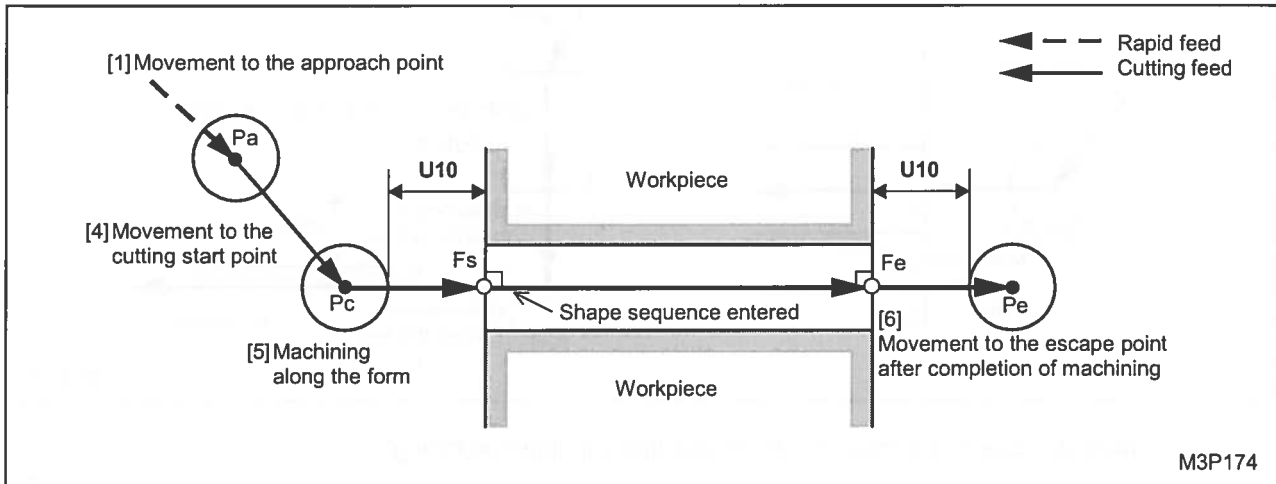 [1] Movement to the approach point
Rapid feed
Cutting feed
Pa
U10
Workpiece
U10
[4] Movement to the
cutting start point
Fs
Fe
Pc
Shape sequence entered
Pe
[5] Machining
along the form
[6]
Movement to the escape point
after completion of machining
Workpiece
M3P174